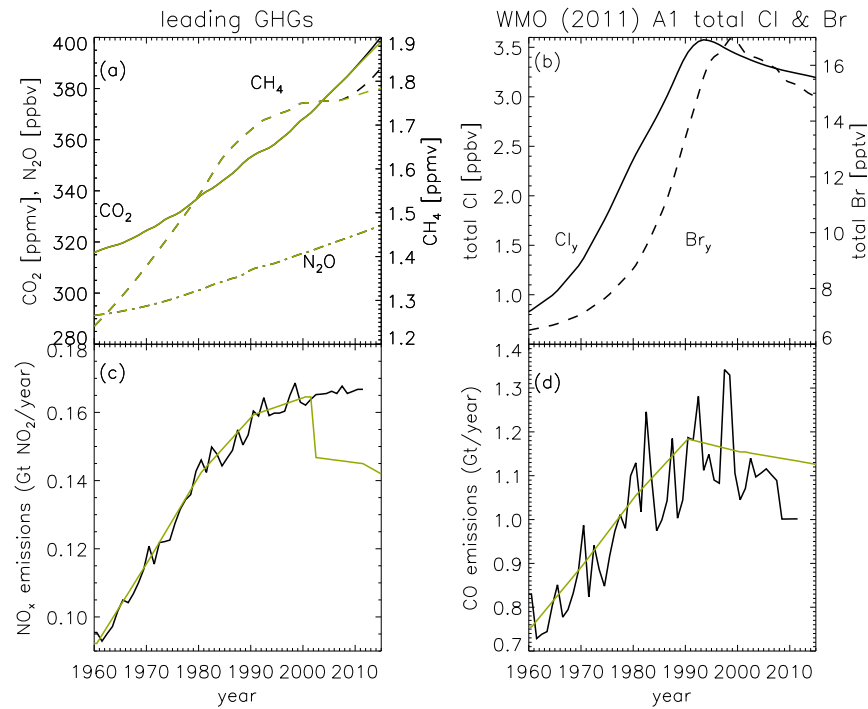 leading GHGs
WMO (2011) A1 total Cl & Br
(a)
CH₄
CO₂
N₂O
CO₂ [ppmv], N₂O [ppbv]
400
380
360
340
320
300
280
CH₄ [ppmv]
1.9
1.8
1.7
1.6
1.5
1.4
1.3
1.2
(b)
Clᵧ
Brᵧ
total Cl [ppbv]
3.5
3.0
2.5
2.0
1.5
1.0
total Br [pptv]
16
14
12
10
8
6
(c)
NOₓ emissions (Gt NO₂/year)
0.18
0.16
0.14
0.12
0.10
1960 1970 1980 1990 2000 2010
year
(d)
CO emissions (Gt/year)
1.4
1.3
1.2
1.1
1.0
0.9
0.8
0.7
1960 1970 1980 1990 2000 2010
year